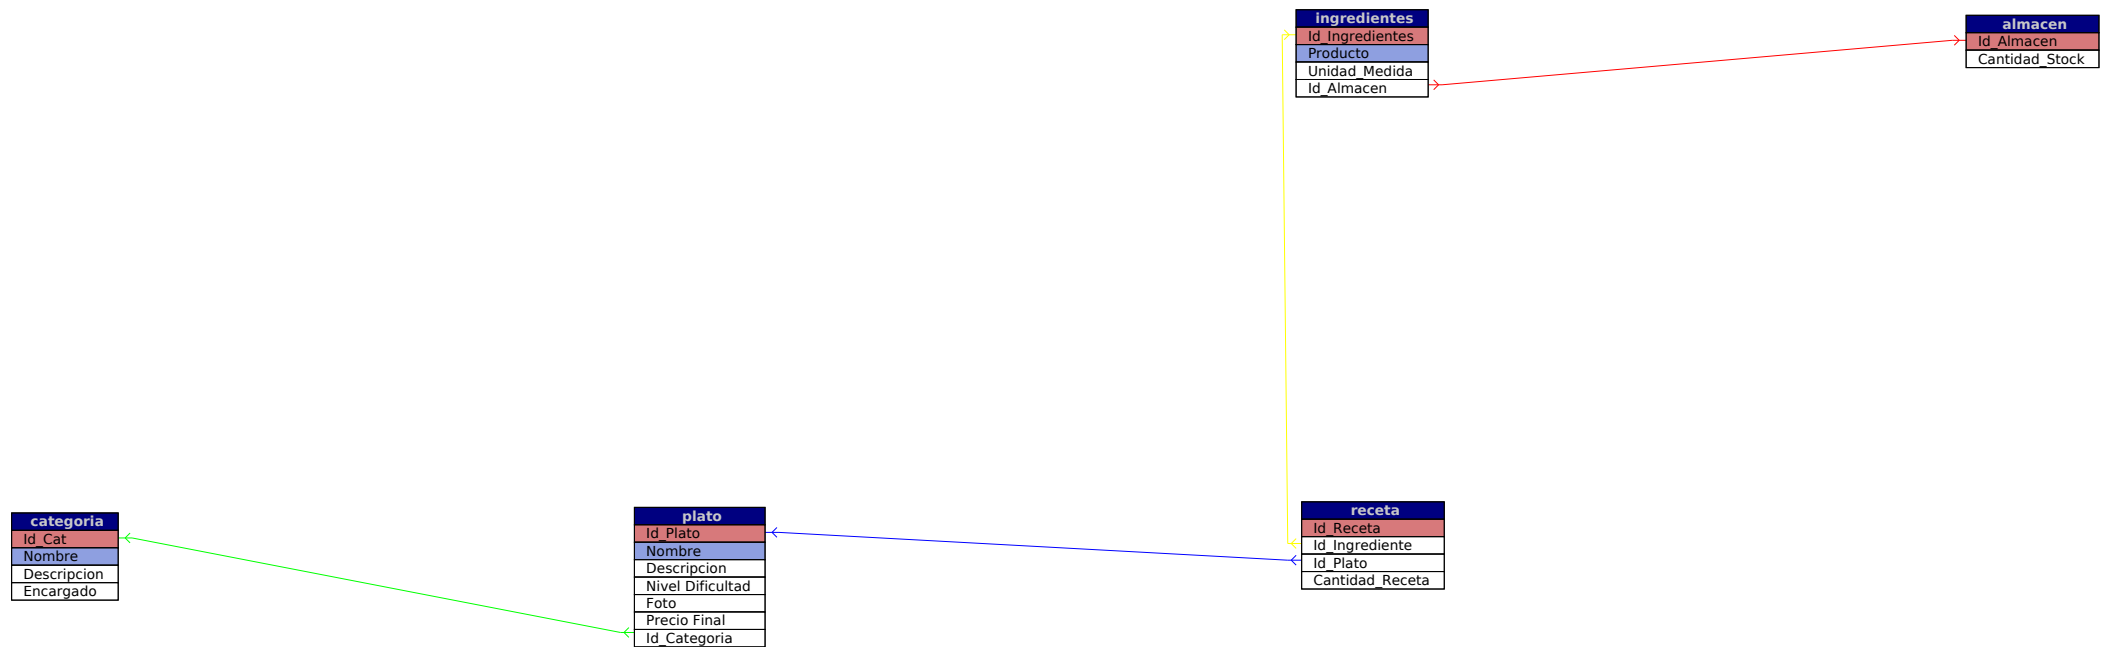 ingredientes
Id_Ingredientes
Producto
Unidad_Medida
Id_Almacen
almacen
Id_Almacen
Cantidad_Stock
categoria
Id_Cat
Nombre
Descripcion
Encargado
plato
Id_Plato
Nombre
Descripcion
Nivel Dificultad
Foto
Precio Final
Id_Categoria
receta
Id_Receta
Id_Ingrediente
Id_Plato
Cantidad_Receta